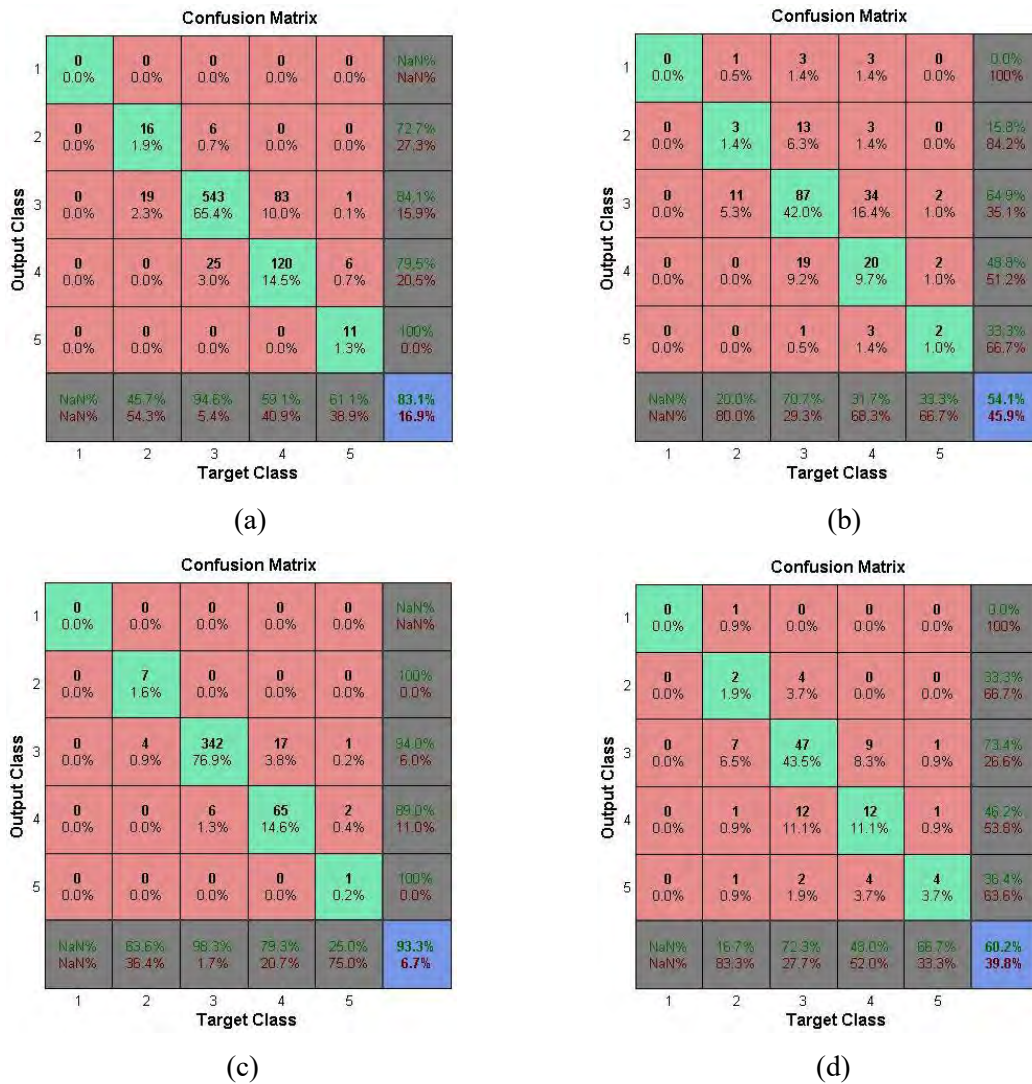 Confusion Matrix
1 0 0 0 0 0 NaN%
0.0% 0.0% 0.0% 0.0% 0.0% NaN%
2 0 16 6 0 0 72.7%
0.0% 1.9% 0.7% 0.0% 0.0% 27.3%
3 0 19 543 83 1 84.1%
0.0% 2.3% 65.4% 10.0% 0.1% 15.9%
4 0 0 25 120 6 79.5%
0.0% 0.0% 3.0% 14.5% 0.7% 20.5%
5 0 0 0 0 11 100%
0.0% 0.0% 0.0% 0.0% 1.3% 0.0%
NaN% 45.7% 94.6% 59.1% 61.1% 83.1%
NaN% 54.3% 5.4% 40.9% 38.9% 16.9%
1 2 3 4 5
Output Class
Target Class
(a)
Confusion Matrix
1 0 1 3 3 0 0.0%
0.0% 0.5% 1.4% 1.4% 0.0% 100%
2 0 3 13 3 0 15.8%
0.0% 1.4% 6.3% 1.4% 0.0% 84.2%
3 0 11 87 34 2 64.9%
0.0% 5.3% 42.0% 16.4% 1.0% 35.1%
4 0 0 19 20 2 48.8%
0.0% 0.0% 9.2% 9.7% 1.0% 51.2%
5 0 0 1 3 2 33.3%
0.0% 0.0% 0.5% 1.4% 1.0% 66.7%
NaN% 20.0% 70.7% 31.7% 33.3% 54.1%
NaN% 80.0% 29.3% 68.3% 66.7% 45.9%
1 2 3 4 5
Output Class
Target Class
(b)
Confusion Matrix
1 0 0 0 0 0 NaN%
0.0% 0.0% 0.0% 0.0% 0.0% NaN%
2 0 7 0 0 0 100%
0.0% 1.6% 0.0% 0.0% 0.0% 0.0%
3 0 4 342 17 1 94.0%
0.0% 0.9% 76.9% 3.8% 0.2% 6.0%
4 0 0 6 65 2 89.0%
0.0% 0.0% 1.3% 14.6% 0.4% 11.0%
5 0 0 0 0 1 100%
0.0% 0.0% 0.0% 0.0% 0.2% 0.0%
NaN% 63.6% 98.3% 79.3% 25.0% 93.3%
NaN% 36.4% 1.7% 20.7% 75.0% 6.7%
1 2 3 4 5
Output Class
Target Class
(c)
Confusion Matrix
1 0 1 0 0 0 0.0%
0.0% 0.9% 0.0% 0.0% 0.0% 100%
2 0 2 4 0 0 33.3%
0.0% 1.9% 3.7% 0.0% 0.0% 66.7%
3 0 7 47 9 1 73.4%
0.0% 6.5% 43.5% 8.3% 0.9% 26.6%
4 0 1 12 12 1 46.2%
0.0% 0.9% 11.1% 11.1% 0.9% 53.8%
5 0 1 2 4 4 36.4%
0.0% 0.9% 1.9% 3.7% 3.7% 63.6%
NaN% 16.7% 72.3% 48.0% 66.7% 60.2%
NaN% 83.3% 27.7% 52.0% 33.3% 39.8%
1 2 3 4 5
Output Class
Target Class
(d)